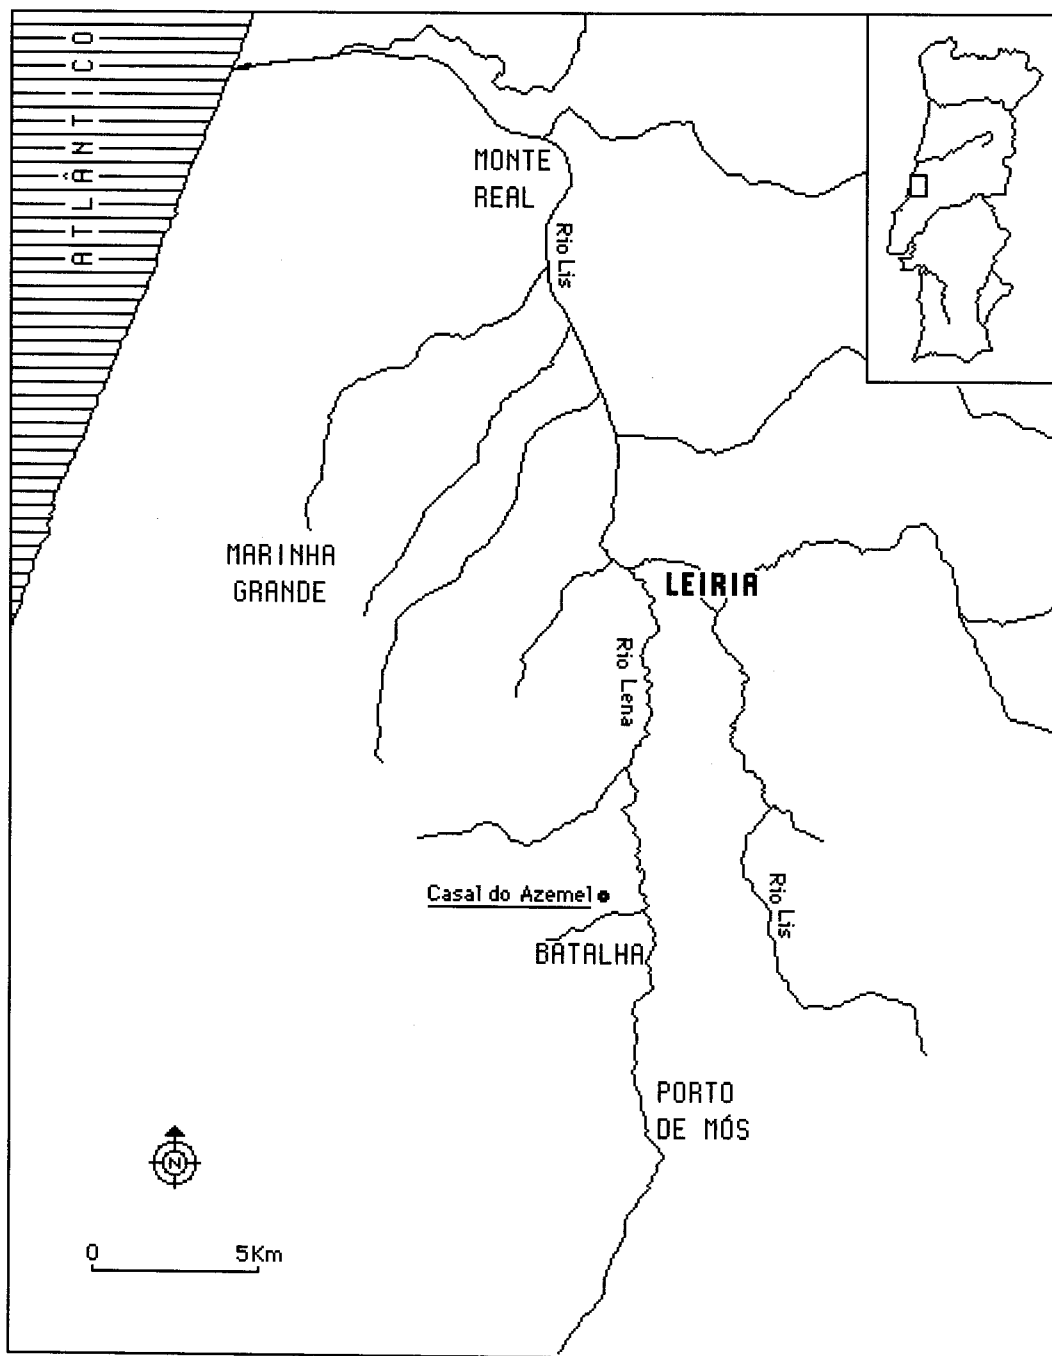 ATLÂNTICO
MONTE
REAL
Rio Lis
MARINHA
GRANDE
LEIRIA
Rio Lena
Casal do Azemel
Rio Lis
BATALHA
PORTO
DE MÓS
N
0 5Km